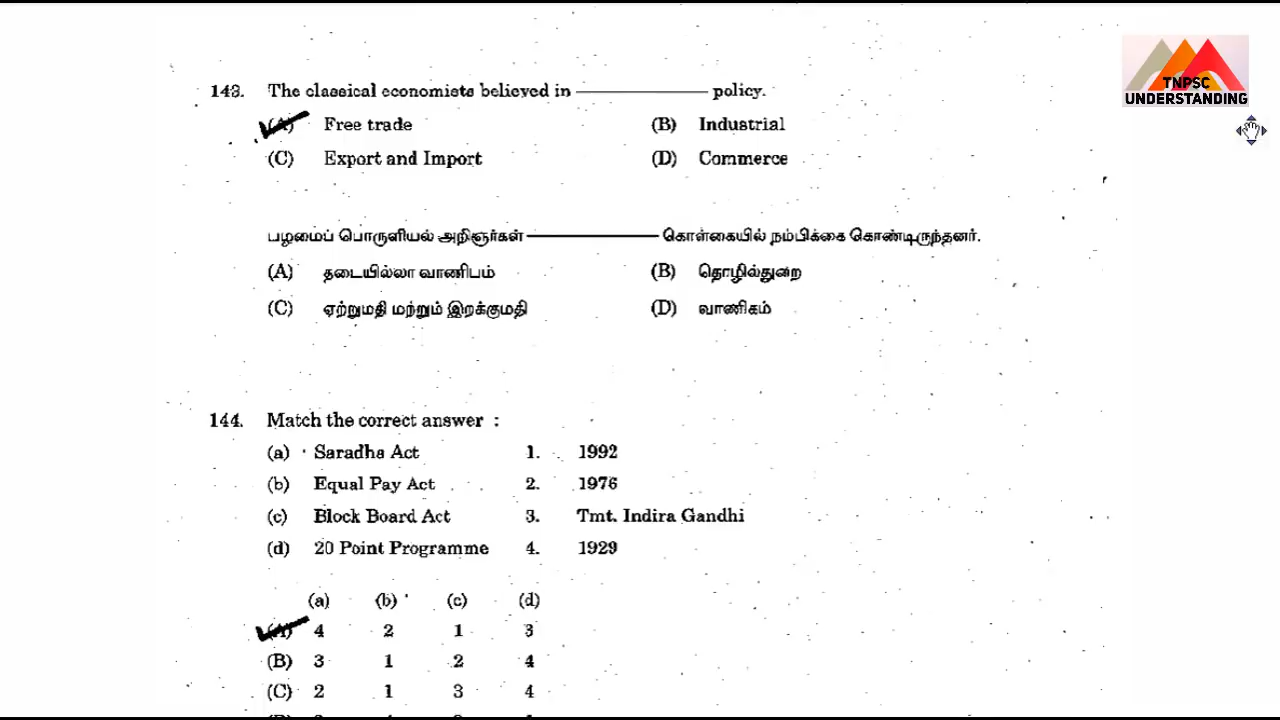 TNPSC
UNDERSTANDING
143. The classical economists believed in ———— policy.
(A) Free trade (B) Industrial
(C) Export and Import (D) Commerce
பழமைப் பொருளியல் அறிஞர்கள் ———— கொள்கையில் நம்பிக்கை கொண்டிருந்தனர்.
(A) தடையில்லா வாணிபம் (B) தொழில்துறை
(C) ஏற்றுமதி மற்றும் இறக்குமதி (D) வாணிகம்
144. Match the correct answer :
(a) Saradha Act 1. 1992
(b) Equal Pay Act 2. 1976
(c) Block Board Act 3. Tmt. Indira Gandhi
(d) 20 Point Programme 4. 1929
(a) (b) (c) (d)
(A) 4 2 1 3
(B) 3 1 2 4
(C) 2 1 3 4